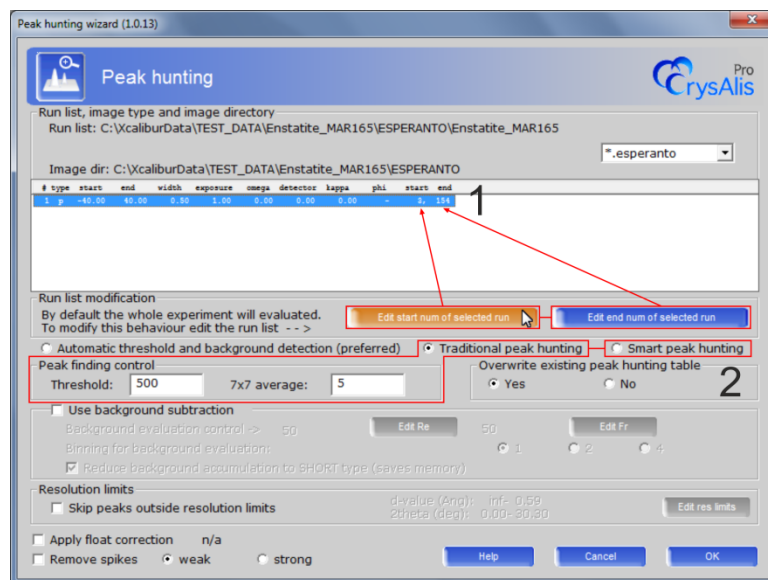 Peak hunting wizard (1.0.13)
Peak hunting
CrysAlis Pro
Run list, image type and image directory
Run list: C:\XcaliburData\TEST_DATA\Enstatite_MAR165\ESPERANTO\Enstatite_MAR165
*.esperanto
Image dir: C:\XcaliburData\TEST_DATA\Enstatite_MAR165\ESPERANTO
# type start end width exposure omega detector kappa phi start end
1 p -40.00 40.00 0.50 1.00 0.00 0.00 0.00 - 3, 154
1
Run list modification
By default the whole experiment will evaluated.
To modify this behaviour edit the run list - - >
Edit start num of selected run
Edit end num of selected run
Automatic threshold and background detection (preferred) Traditional peak hunting Smart peak hunting
Peak finding control
Threshold: 500 7x7 average: 5
Overwrite existing peak hunting table
Yes No
2
Use background subtraction
Background evaluation control -> 50 Edit Re 50 Edit Fr
Binning for background evaluation: 1 2 4
Reduce background accumulation to SHORT type (saves memory)
Resolution limits
Skip peaks outside resolution limits
d-value (Ang): inf- 0.59
2theta (deg): 0.00- 30.30
Edit res limits
Apply float correction n/a
Remove spikes weak strong
Help Cancel OK